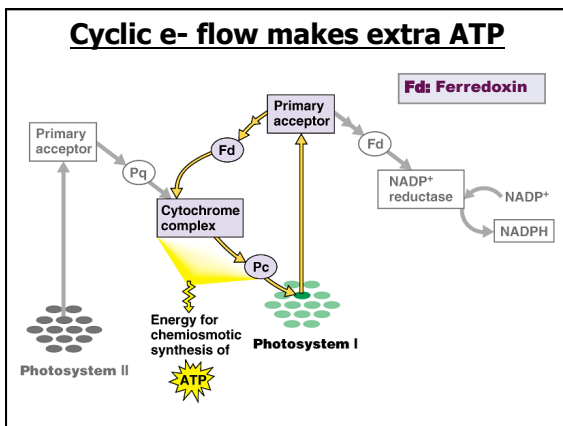 Cyclic e- flow makes extra ATP
Fd: Ferredoxin
Primary
acceptor
Primary
acceptor
Fd
Fd
Pq
NADP+
reductase
NADP+
NADPH
Cytochrome
complex
Pc
Energy for
chemiosmotic
synthesis of
ATP
Photosystem I
Photosystem II